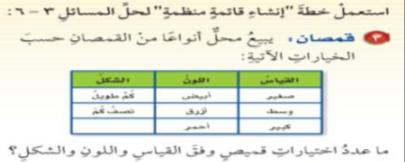 استعمل خطة "إنشاء قائمة منظمة" لحل المسائل ٣ - ٦ :
٣ قمصان، يبيع محل أنواعا من القمصان حسب
الخيارات الآتية:
القياس اللون الشكل
صغير أبيض كم طويل
وسط أزرق نصف كم
كبير أحمر
ما عدد اختيارات قميص وفق القياس واللون والشكل؟